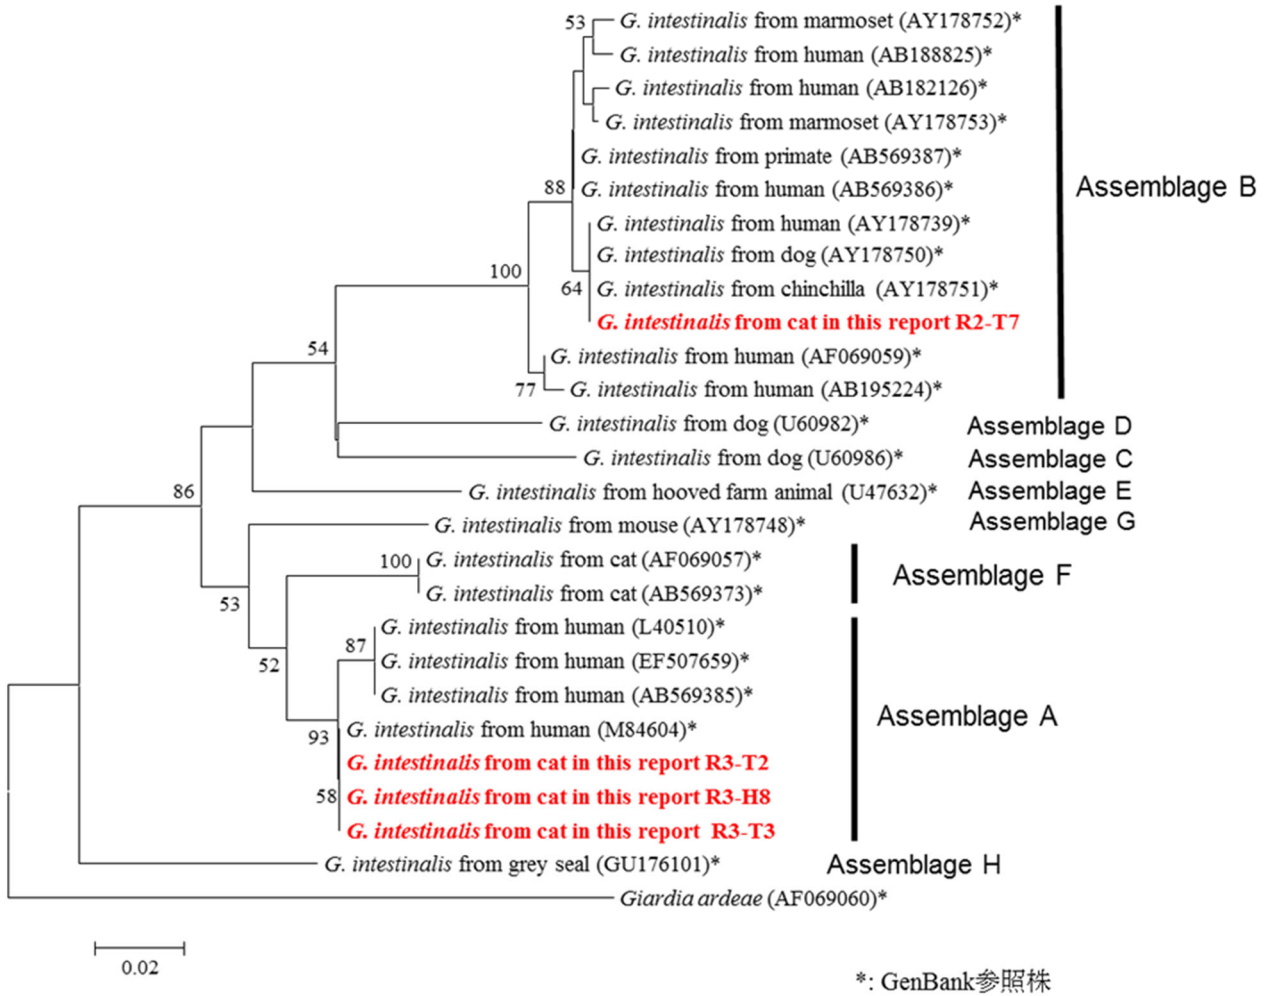 53
G. intestinalis from marmoset (AY178752)*
G. intestinalis from human (AB188825)*
G. intestinalis from human (AB182126)*
G. intestinalis from marmoset (AY178753)*
G. intestinalis from primate (AB569387)*
88
G. intestinalis from human (AB569386)*
Assemblage B
G. intestinalis from human (AY178739)*
G. intestinalis from dog (AY178750)*
100
64
G. intestinalis from chinchilla (AY178751)*
G. intestinalis from cat in this report R2-T7
54
G. intestinalis from human (AF069059)*
77
G. intestinalis from human (AB195224)*
G. intestinalis from dog (U60982)*
Assemblage D
G. intestinalis from dog (U60986)*
Assemblage C
86
G. intestinalis from hooved farm animal (U47632)*
Assemblage E
G. intestinalis from mouse (AY178748)*
Assemblage G
100
G. intestinalis from cat (AF069057)*
Assemblage F
53
G. intestinalis from cat (AB569373)*
G. intestinalis from human (L40510)*
87
52
G. intestinalis from human (EF507659)*
G. intestinalis from human (AB569385)*
Assemblage A
93
G. intestinalis from human (M84604)*
G. intestinalis from cat in this report R3-T2
58
G. intestinalis from cat in this report R3-H8
G. intestinalis from cat in this report R3-T3
G. intestinalis from grey seal (GU176101)*
Assemblage H
Giardia ardeae (AF069060)*
0.02
*: GenBank参照株